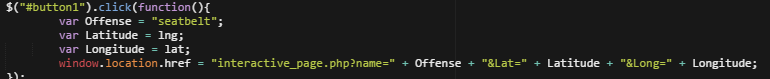 $("#button1").click(function(){
var Offense = "seatbelt";
var Latitude = lng;
var Longitude = lat;
window.location.href = "interactive_page.php?name=" + Offense + "&Lat=" + Latitude + "&Long=" + Longitude;
});